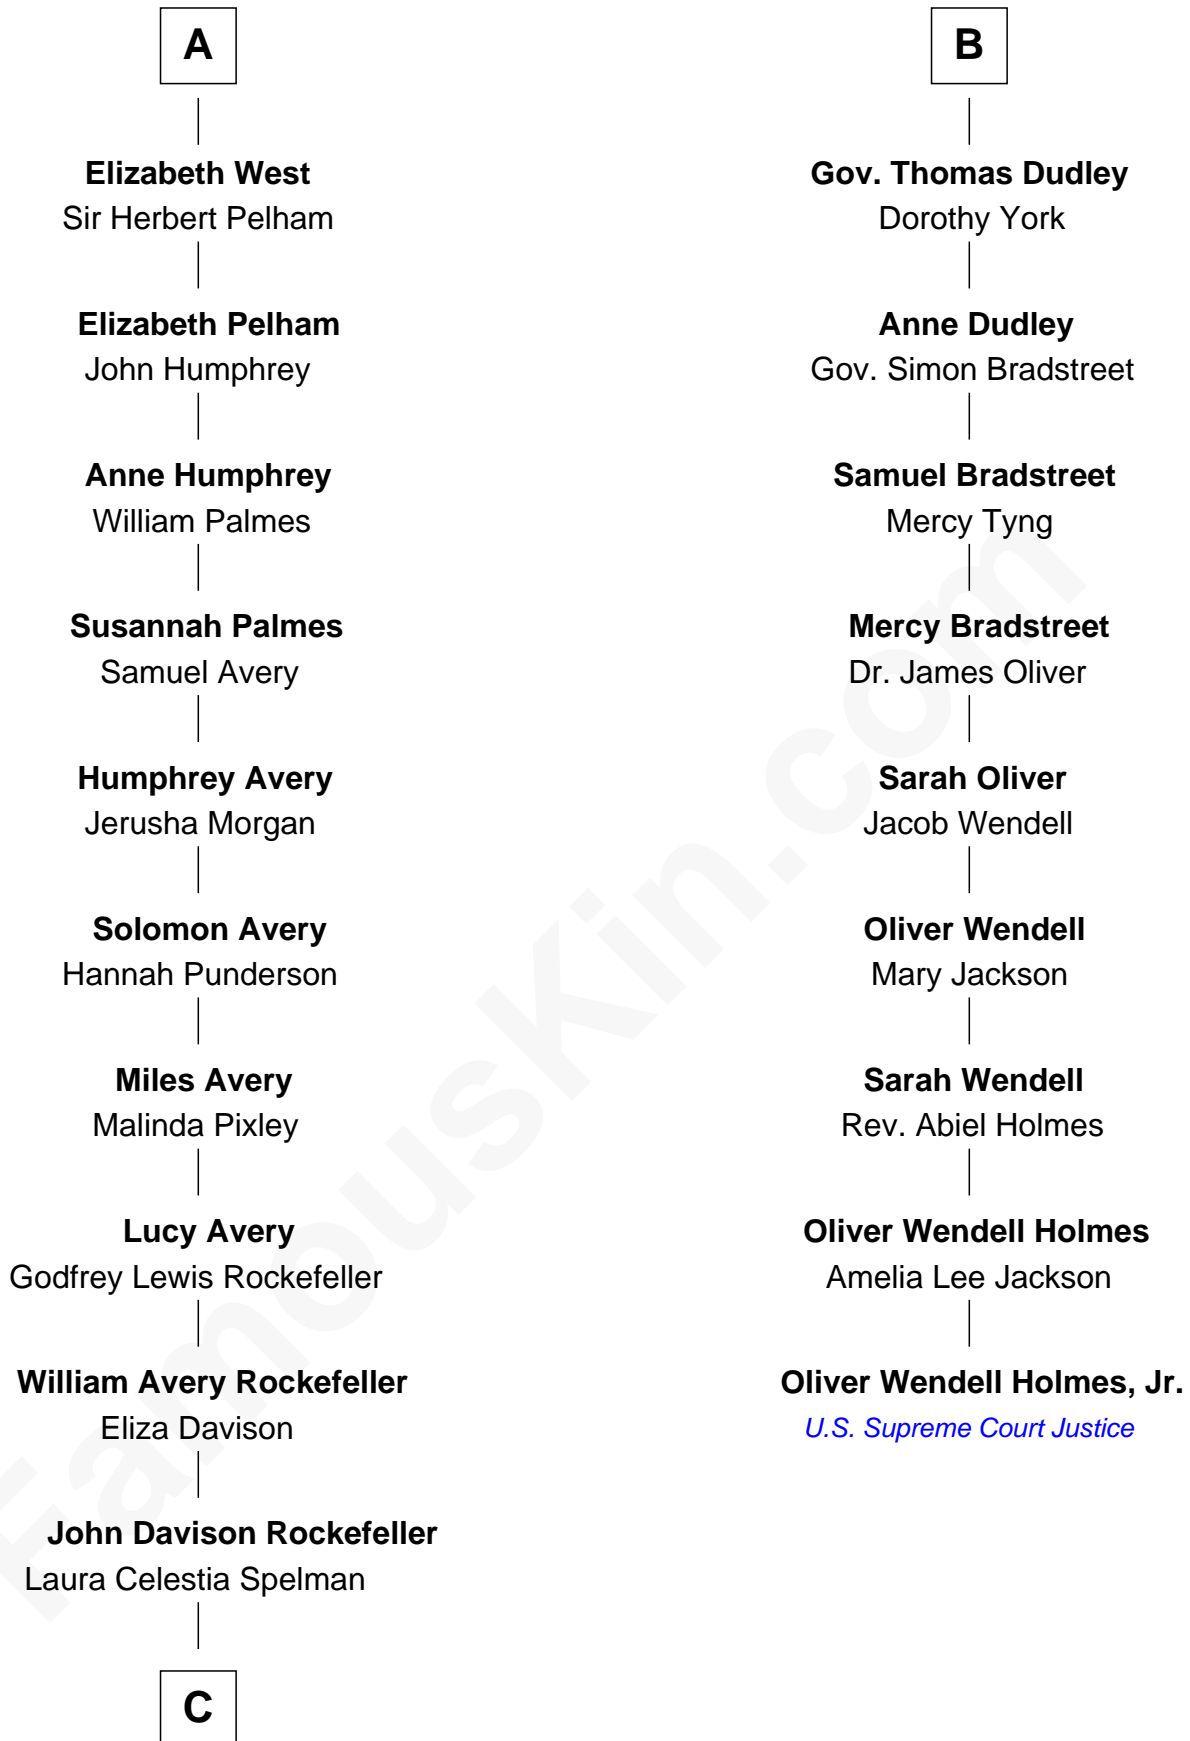 A
Elizabeth West
Sir Herbert Pelham
Elizabeth Pelham
John Humphrey
Anne Humphrey
William Palmes
Susannah Palmes
Samuel Avery
Humphrey Avery
Jerusha Morgan
Solomon Avery
Hannah Punderson
Miles Avery
Malinda Pixley
Lucy Avery
Godfrey Lewis Rockefeller
William Avery Rockefeller
Eliza Davison
John Davison Rockefeller
Laura Celestia Spelman
C
B
Gov. Thomas Dudley
Dorothy York
Anne Dudley
Gov. Simon Bradstreet
Samuel Bradstreet
Mercy Tyng
Mercy Bradstreet
Dr. James Oliver
Sarah Oliver
Jacob Wendell
Oliver Wendell
Mary Jackson
Sarah Wendell
Rev. Abiel Holmes
Oliver Wendell Holmes
Amelia Lee Jackson
Oliver Wendell Holmes, Jr.
U.S. Supreme Court Justice
FamousKin.com